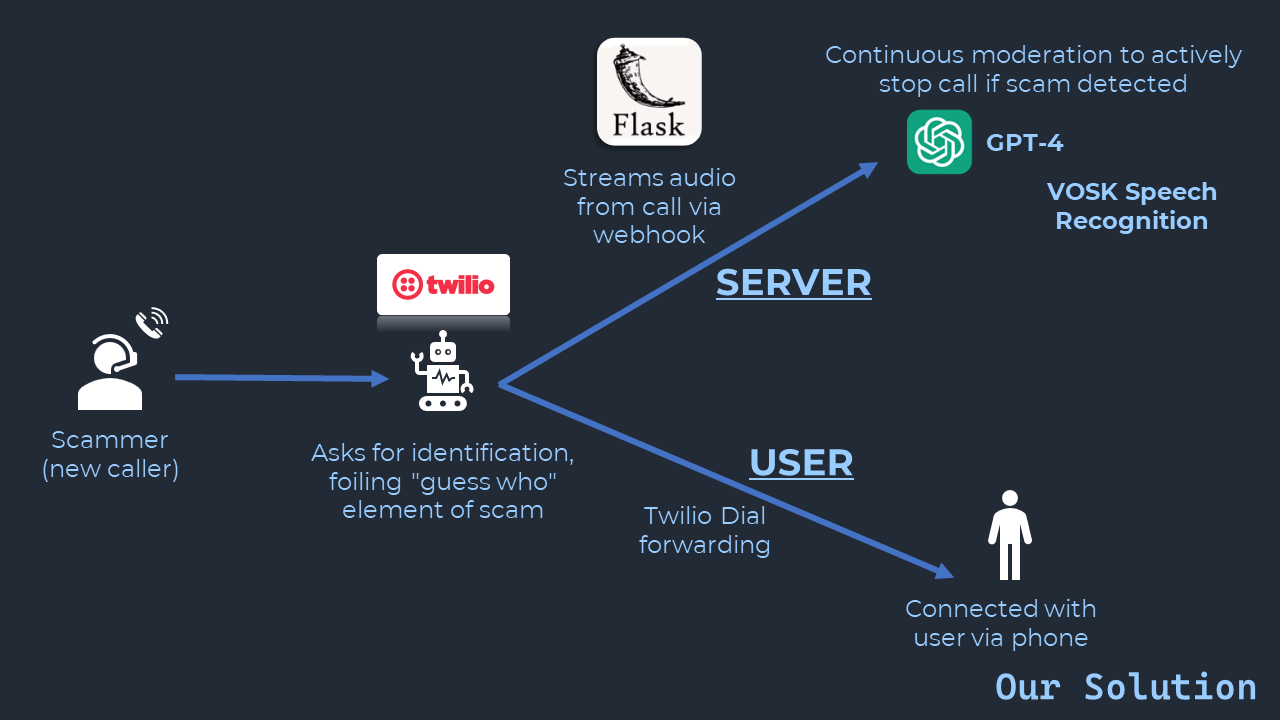 Flask
Streams audio
from call via
webhook
Continuous moderation to actively
stop call if scam detected
GPT-4
VOSK Speech
Recognition
SERVER
twilio
Scammer
(new caller)
Asks for identification,
foiling "guess who"
element of scam
USER
Twilio Dial
forwarding
Connected with
user via phone
Our Solution